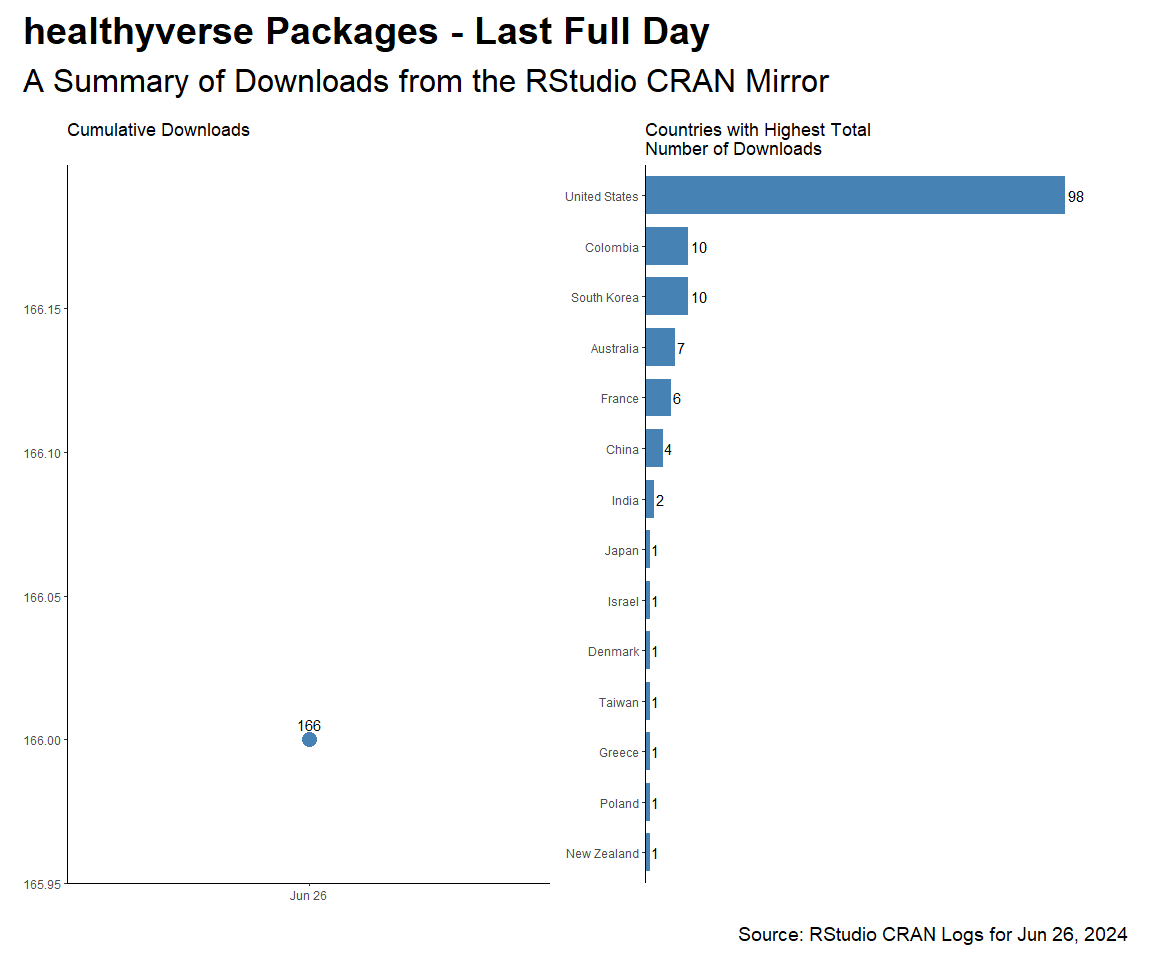 healthyverse Packages - Last Full Day
A Summary of Downloads from the RStudio CRAN Mirror
Cumulative Downloads
166.15
166.10
166.05
166.00
165.95
166
Jun 26
Countries with Highest Total
Number of Downloads
United States 98
Colombia 10
South Korea 10
Australia 7
France 6
China 4
India 2
Japan 1
Israel 1
Denmark 1
Taiwan 1
Greece 1
Poland 1
New Zealand 1
Source: RStudio CRAN Logs for Jun 26, 2024